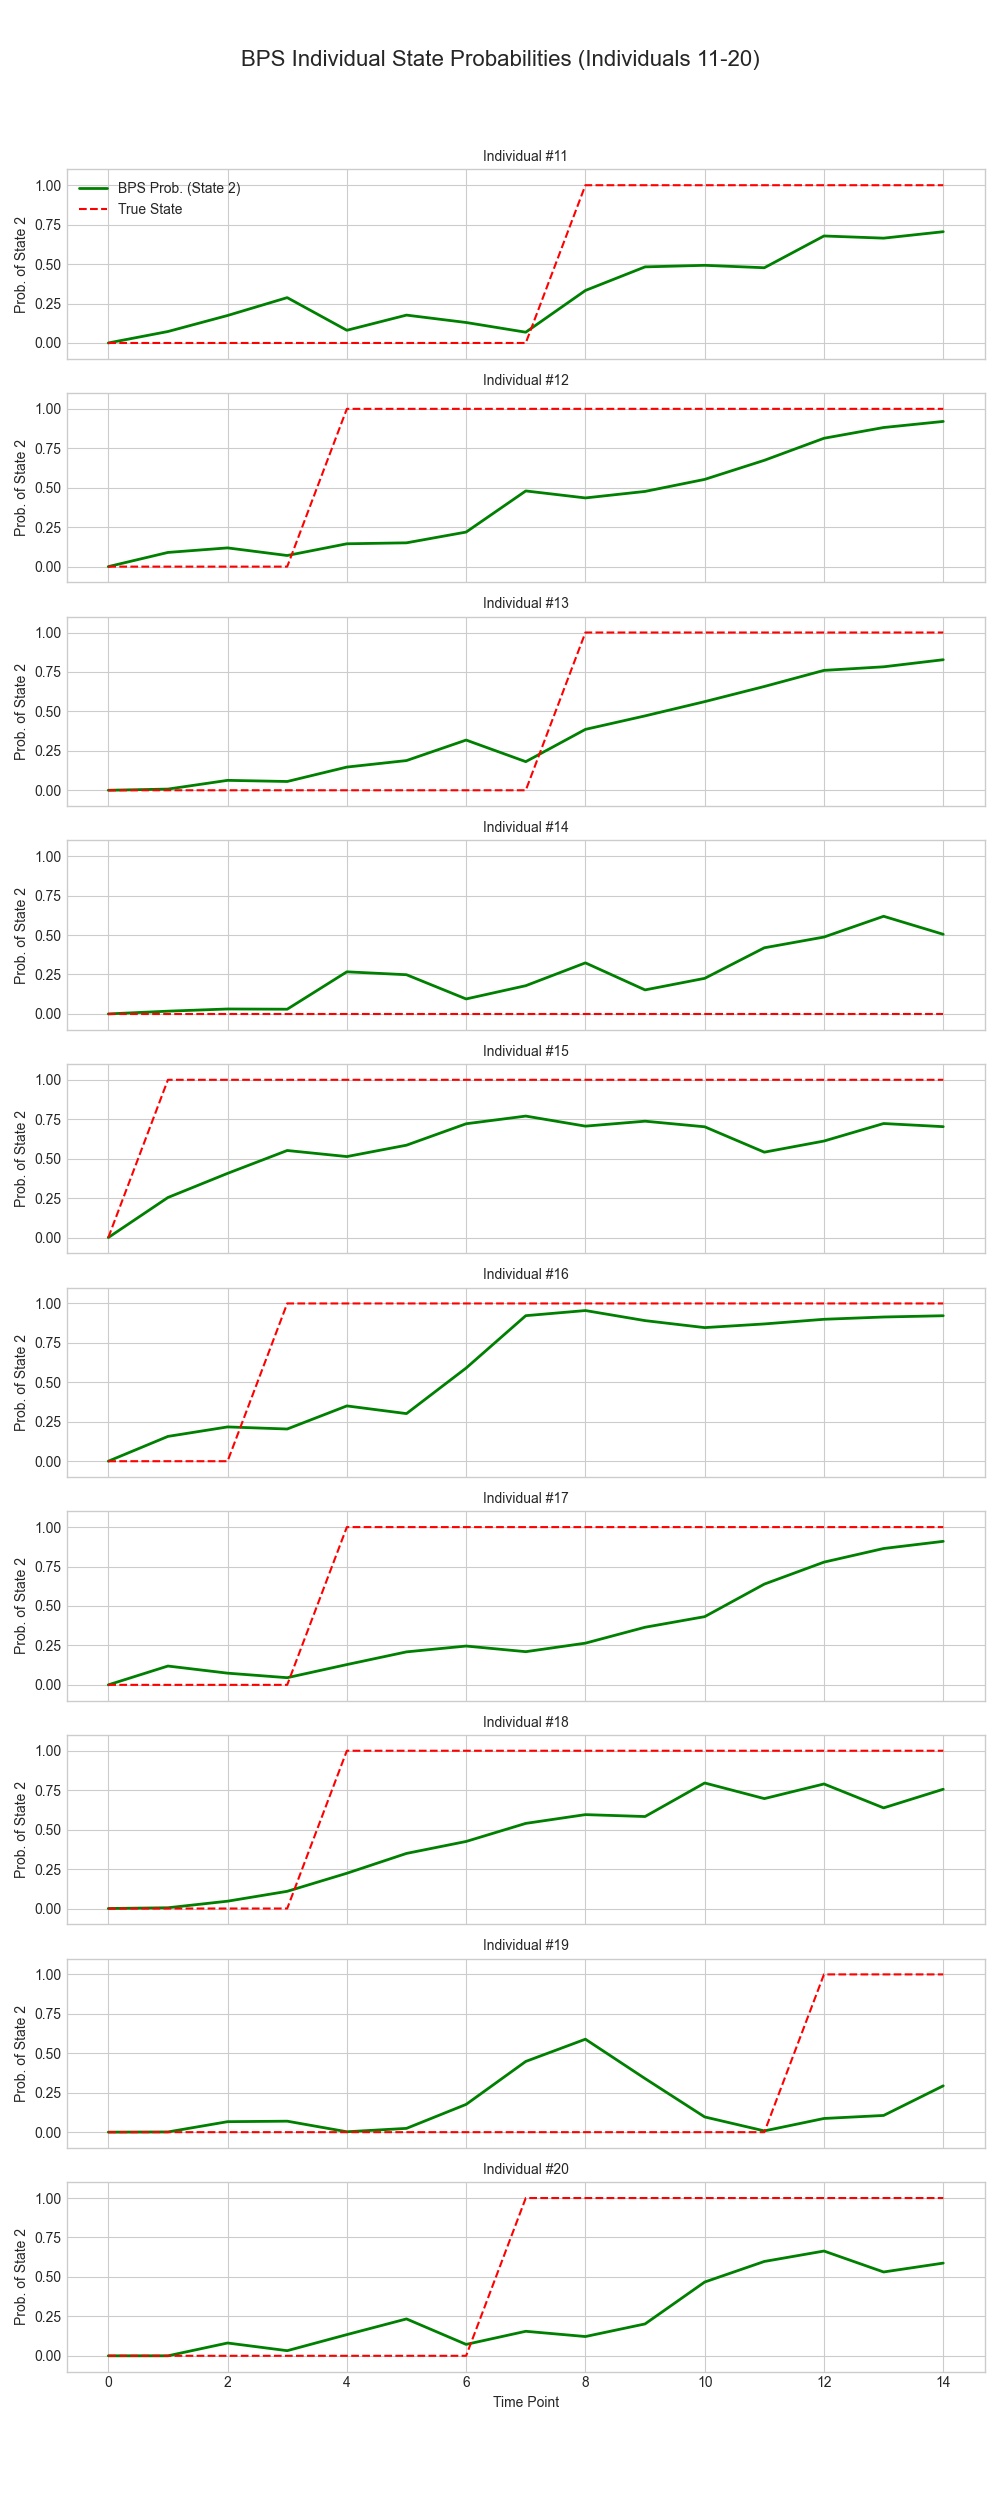 BPS Individual State Probabilities (Individuals 11-20)
Individual #11
BPS Prob. (State 2)
True State
Prob. of State 2
1.00
0.75
0.50
0.25
0.00
Individual #12
Prob. of State 2
1.00
0.75
0.50
0.25
0.00
Individual #13
Prob. of State 2
1.00
0.75
0.50
0.25
0.00
Individual #14
Prob. of State 2
1.00
0.75
0.50
0.25
0.00
Individual #15
Prob. of State 2
1.00
0.75
0.50
0.25
0.00
Individual #16
Prob. of State 2
1.00
0.75
0.50
0.25
0.00
Individual #17
Prob. of State 2
1.00
0.75
0.50
0.25
0.00
Individual #18
Prob. of State 2
1.00
0.75
0.50
0.25
0.00
Individual #19
Prob. of State 2
1.00
0.75
0.50
0.25
0.00
Individual #20
Prob. of State 2
1.00
0.75
0.50
0.25
0.00
0 2 4 6 8 10 12 14
Time Point